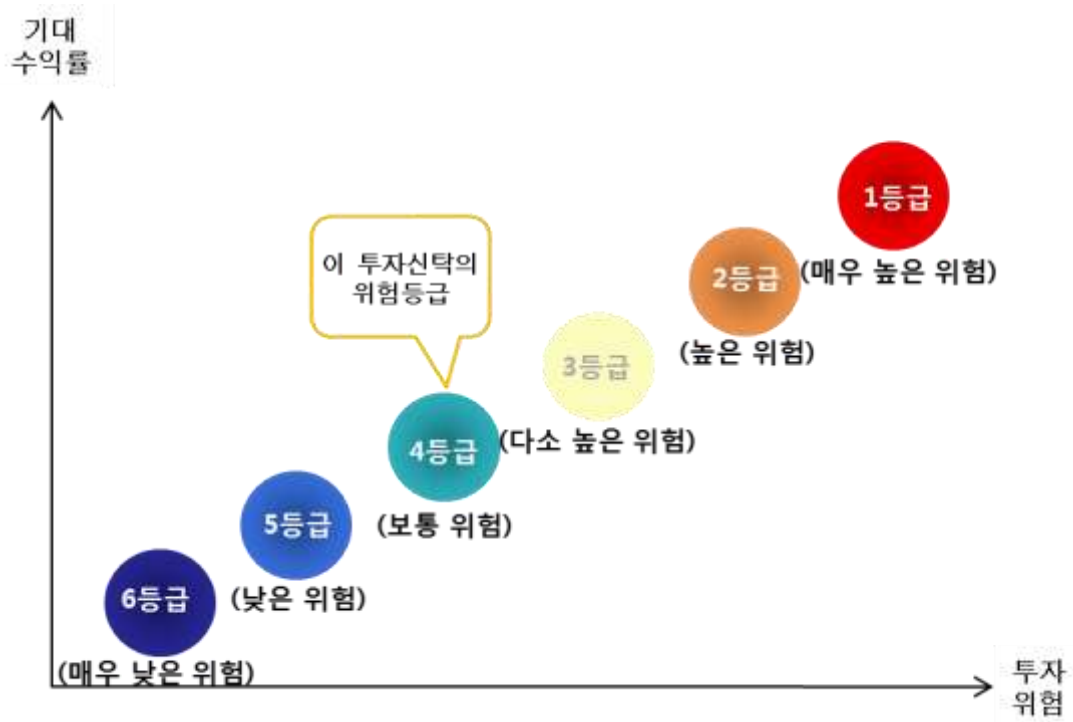 기대
수익률
1등급
(매우 높은 위험)
이 투자신탁의
위험등급
2등급
(높은 위험)
3등급
(다소 높은 위험)
4등급
(보통 위험)
5등급
(낮은 위험)
6등급
(매우 낮은 위험)
투자
위험